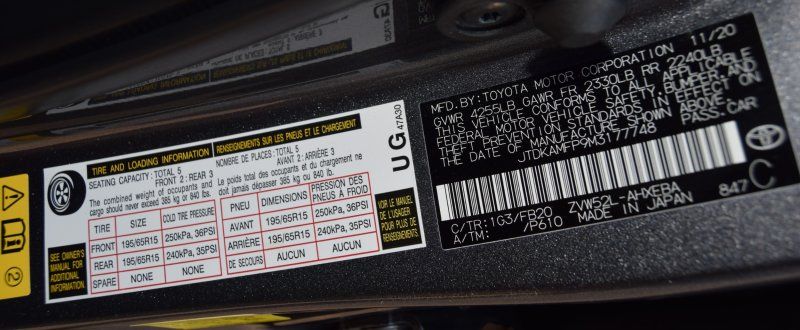 TIRE AND LOADING INFORMATION
SEATING CAPACITY: TOTAL 5
FRONT: 2 REAR 3
The combined weight of occupants and
cargo should never exceed 385 kg or 840 lb.
TIRE SIZE COLD TIRE PRESSURE
FRONT 195/65R15 250kPa, 36PSI
REAR 195/65R15 240kPa, 35PSI
SPARE NONE NONE
SEE OWNER'S
MANUAL FOR
ADDITIONAL
INFORMATION
RENSEIGNEMENTS SUR LES PNEUS ET LE CHARGEMENT
NOMBRE DE PLACES: TOTAL 5
AVANT 2: ARRIÈRE 3
Le poids total des occupants et du chargement ne
doit jamais dépasser 385 kg ou 840 lb.
PNEU DIMENSIONS PRESSION DES PNEUS À FROID
AVANT 195/65R15 250kPa, 36PSI
ARRIÈRE 195/65R15 240kPa, 35PSI
DE SECOURS AUCUN AUCUN
VOIR LE MANUEL
DE L'USAGER
POUR PLUS DE
RENSEIGNEMENTS
UG 47A30
2
MFD.BY: TOYOTA MOTOR CORPORATION 11/20
GVWR 4255LB GAWR FR 2330LB RR 2240LB
THIS VEHICLE CONFORMS TO ALL APPLICABLE
FEDERAL MOTOR VEHICLE SAFETY, BUMPER, AND
THEFT PREVENTION STANDARDS IN EFFECT ON
THE DATE OF MANUFACTURE SHOWN ABOVE.
JTDKAMFP9M3177748 PASS.CAR
C/TR: 1G3/FB20 ZVW52L-AHXEBA
A/TM: /P610 MADE IN JAPAN 847
C
TOYOTA